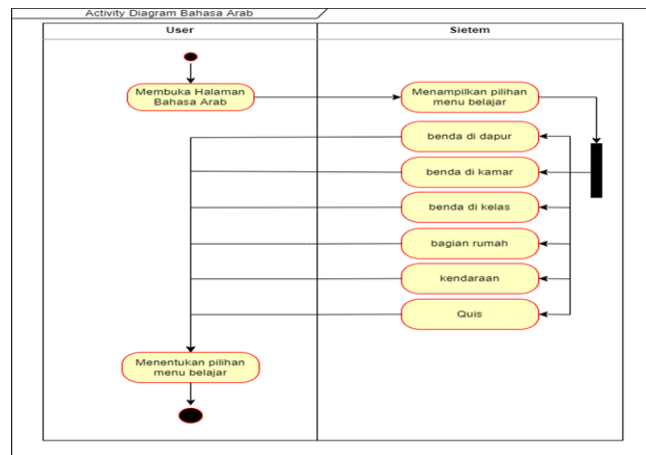 Activity Diagram Bahasa Arab
User
Sietem
Membuka Halaman
Bahasa Arab
Menampilkan pilihan
menu belajar
benda di dapur
benda di kamar
benda di kelas
bagian rumah
kendaraan
Quis
Menentukan pilihan
menu belajar